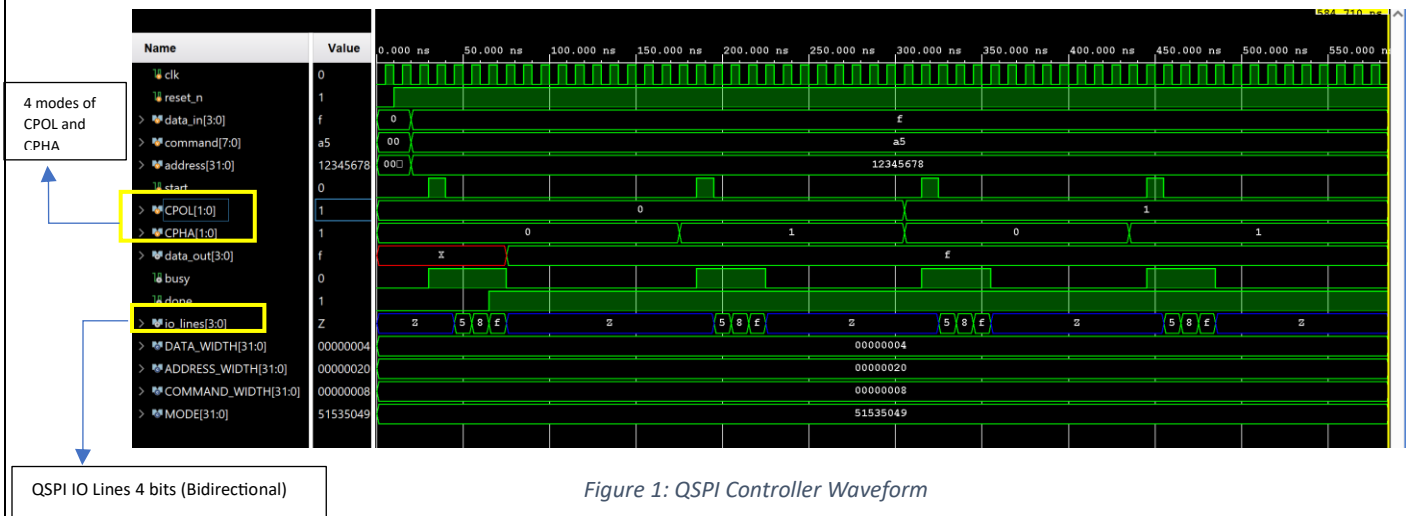 584.710 ns
Name Value 0.000 ns 50.000 ns 100.000 ns 150.000 ns 200.000 ns 250.000 ns 300.000 ns 350.000 ns 400.000 ns 450.000 ns 500.000 ns 550.000 n
clk 0
reset_n 1
data_in[3:0] f 0 f
command[7:0] a5 00 a5
address[31:0] 12345678 00 12345678
start 0
CPOL[1:0] 1 0 1
CPHA[1:0] 1 0 1 0 1
data_out[3:0] f X f
busy 0
done 1
io_lines[3:0] Z Z 5 8 f Z 5 8 f Z 5 8 f Z 5 8 f Z
DATA_WIDTH[31:0] 00000004 00000004
ADDRESS_WIDTH[31:0] 00000020 00000020
COMMAND_WIDTH[31:0] 00000008 00000008
MODE[31:0] 51535049 51535049
4 modes of
CPOL and
CPHA
QSPI IO Lines 4 bits (Bidirectional)
Figure 1: QSPI Controller Waveform